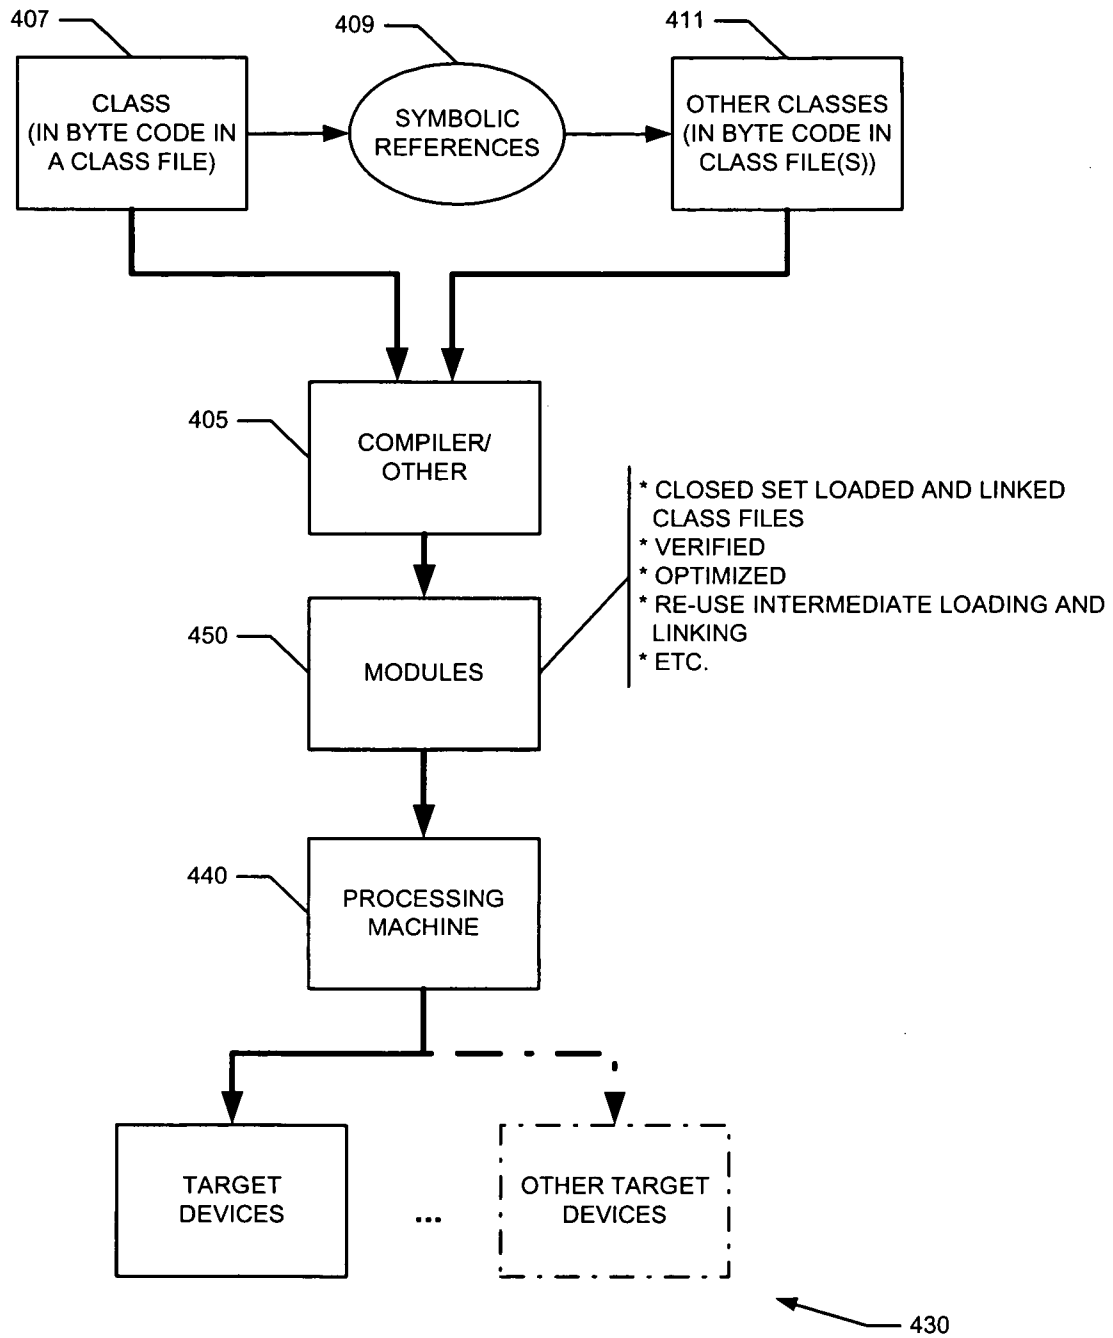 407
409
411
CLASS
(IN BYTE CODE IN
A CLASS FILE)
SYMBOLIC
REFERENCES
OTHER CLASSES
(IN BYTE CODE IN
CLASS FILE(S))
405
COMPILER/
OTHER
* CLOSED SET LOADED AND LINKED
CLASS FILES
* VERIFIED
* OPTIMIZED
* RE-USE INTERMEDIATE LOADING AND
LINKING
* ETC.
450
MODULES
440
PROCESSING
MACHINE
TARGET
DEVICES
...
OTHER TARGET
DEVICES
430